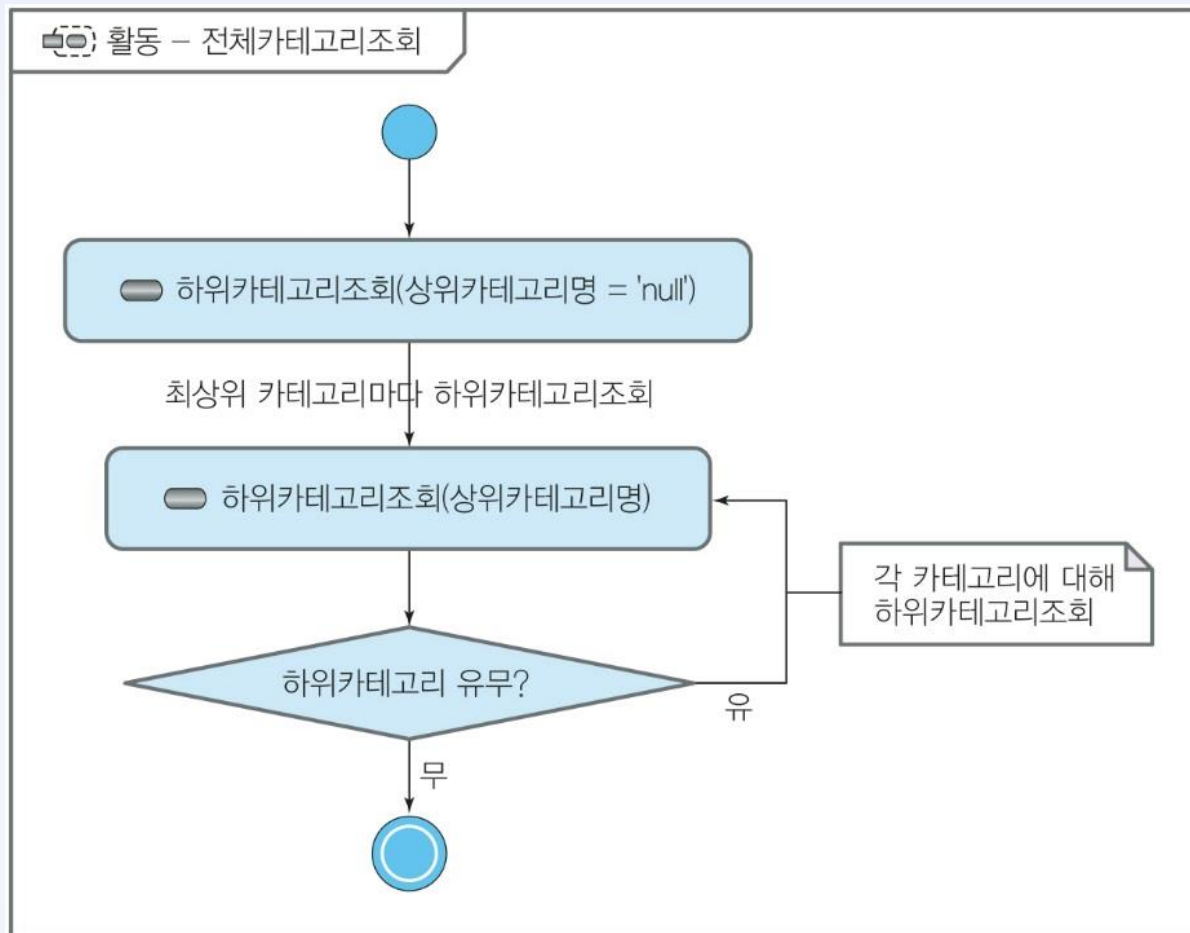 활동 – 전체카테고리조회
하위카테고리조회(상위카테고리명 = 'null')
최상위 카테고리마다 하위카테고리조회
하위카테고리조회(상위카테고리명)
각 카테고리에 대해
하위카테고리조회
하위카테고리 유무?
유
무